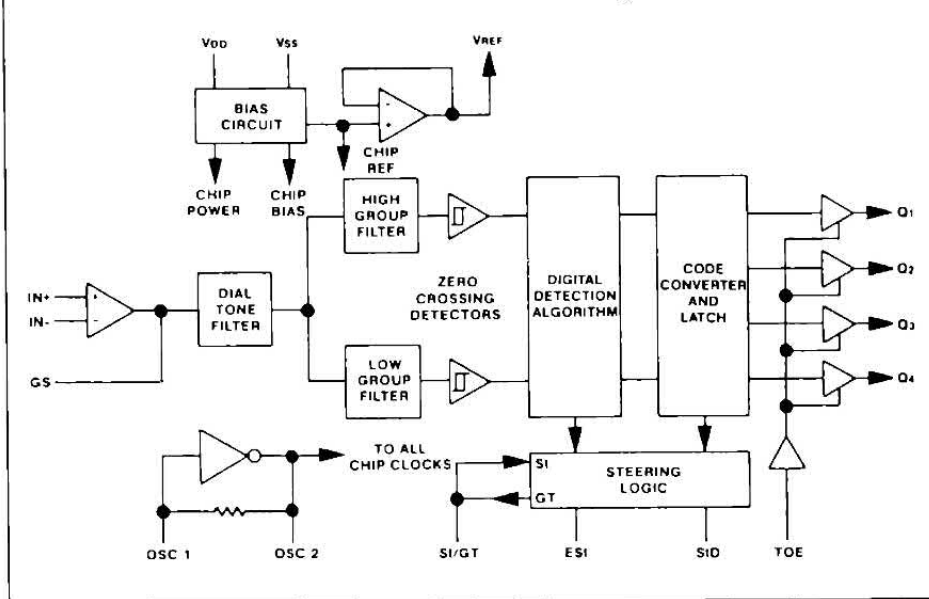 VDD
VSS
VREF
BIAS
CIRCUIT
-
+
CHIP
REF
CHIP
POWER
CHIP
BIAS
HIGH
GROUP
FILTER
Q1
IN+
IN-
+
-
DIAL
TONE
FILTER
ZERO
CROSSING
DETECTORS
DIGITAL
DETECTION
ALGORITHM
CODE
CONVERTER
AND
LATCH
Q2
Q3
GS
LOW
GROUP
FILTER
Q4
TO ALL
CHIP CLOCKS
SI
GT
STEERING
LOGIC
OSC 1
OSC 2
SI/GT
ESI
SID
TOE